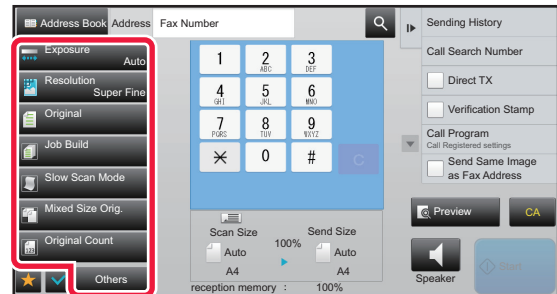 Address Book Address Fax Number
Exposure
Auto
Resolution
Super Fine
Original
Job Build
Slow Scan Mode
Mixed Size Orig.
123
Original Count
Others
1
2
ABC
3
DEF
4
GHI
5
JKL
6
MNO
7
PQRS
8
TUV
9
WXYZ
0
#
C
Scan Size
Auto
A4
100%
Send Size
Auto
A4
reception memory : 100%
Sending History
Call Search Number
Direct TX
Verification Stamp
Call Program
Call Registered settings
Send Same Image
as Fax Address
Preview
CA
Speaker
Start